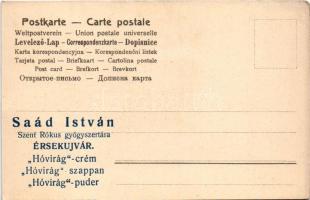 Postkarte — Carte postale
Weltpostverein — Union postale universelle
Levelező-Lap — Correspondenzkarte — Dopisnice
Karta korespondencyjna — Korespondenční lístek
Tarjeta postal — Briefkaart — Cartolina postale
Post card — Brefkort — Brevkort
Открытое письмо — Дописна карта
Saád István
Szent Rókus gyógyszertára
ÉRSEKUJVÁR.
„Hóvirág"-crém
„Hóvirág"-szappan
„Hóvirág"-puder